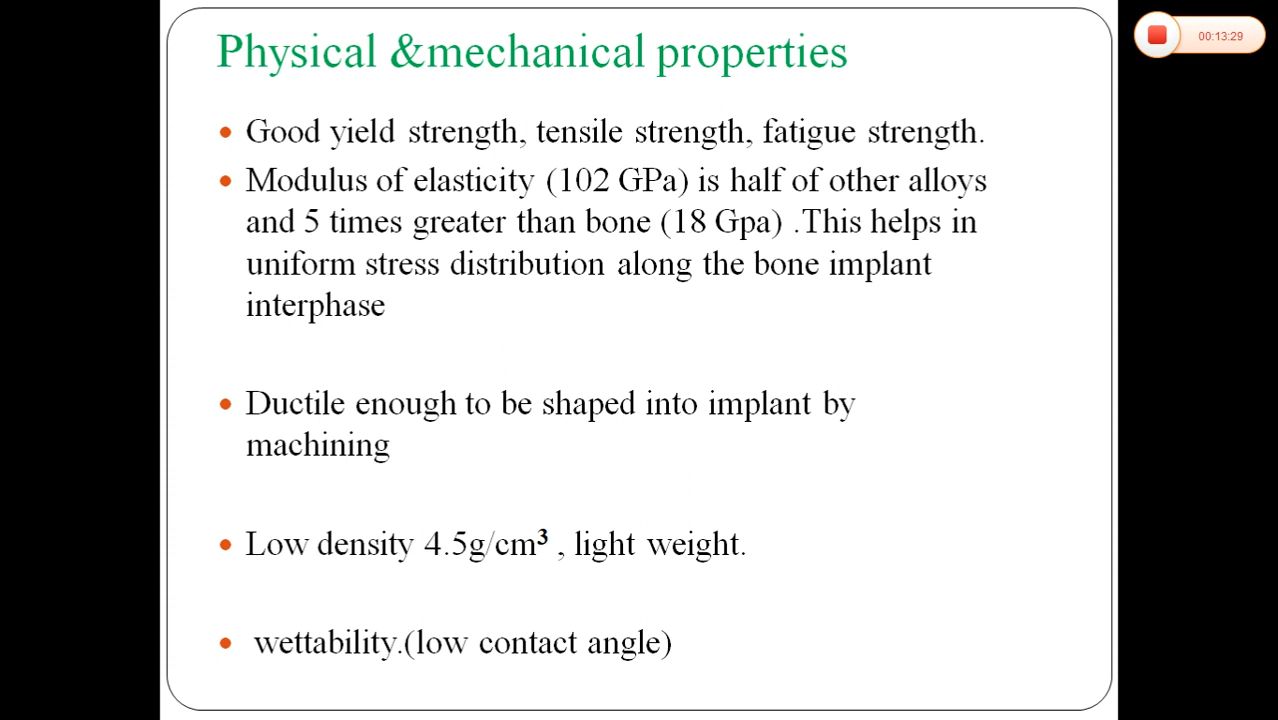 Physical &mechanical properties
00:13:29
• Good yield strength, tensile strength, fatigue strength.
• Modulus of elasticity (102 GPa) is half of other alloys
and 5 times greater than bone (18 Gpa) .This helps in
uniform stress distribution along the bone implant
interphase
• Ductile enough to be shaped into implant by
machining
• Low density 4.5g/cm³ , light weight.
• wettability.(low contact angle)